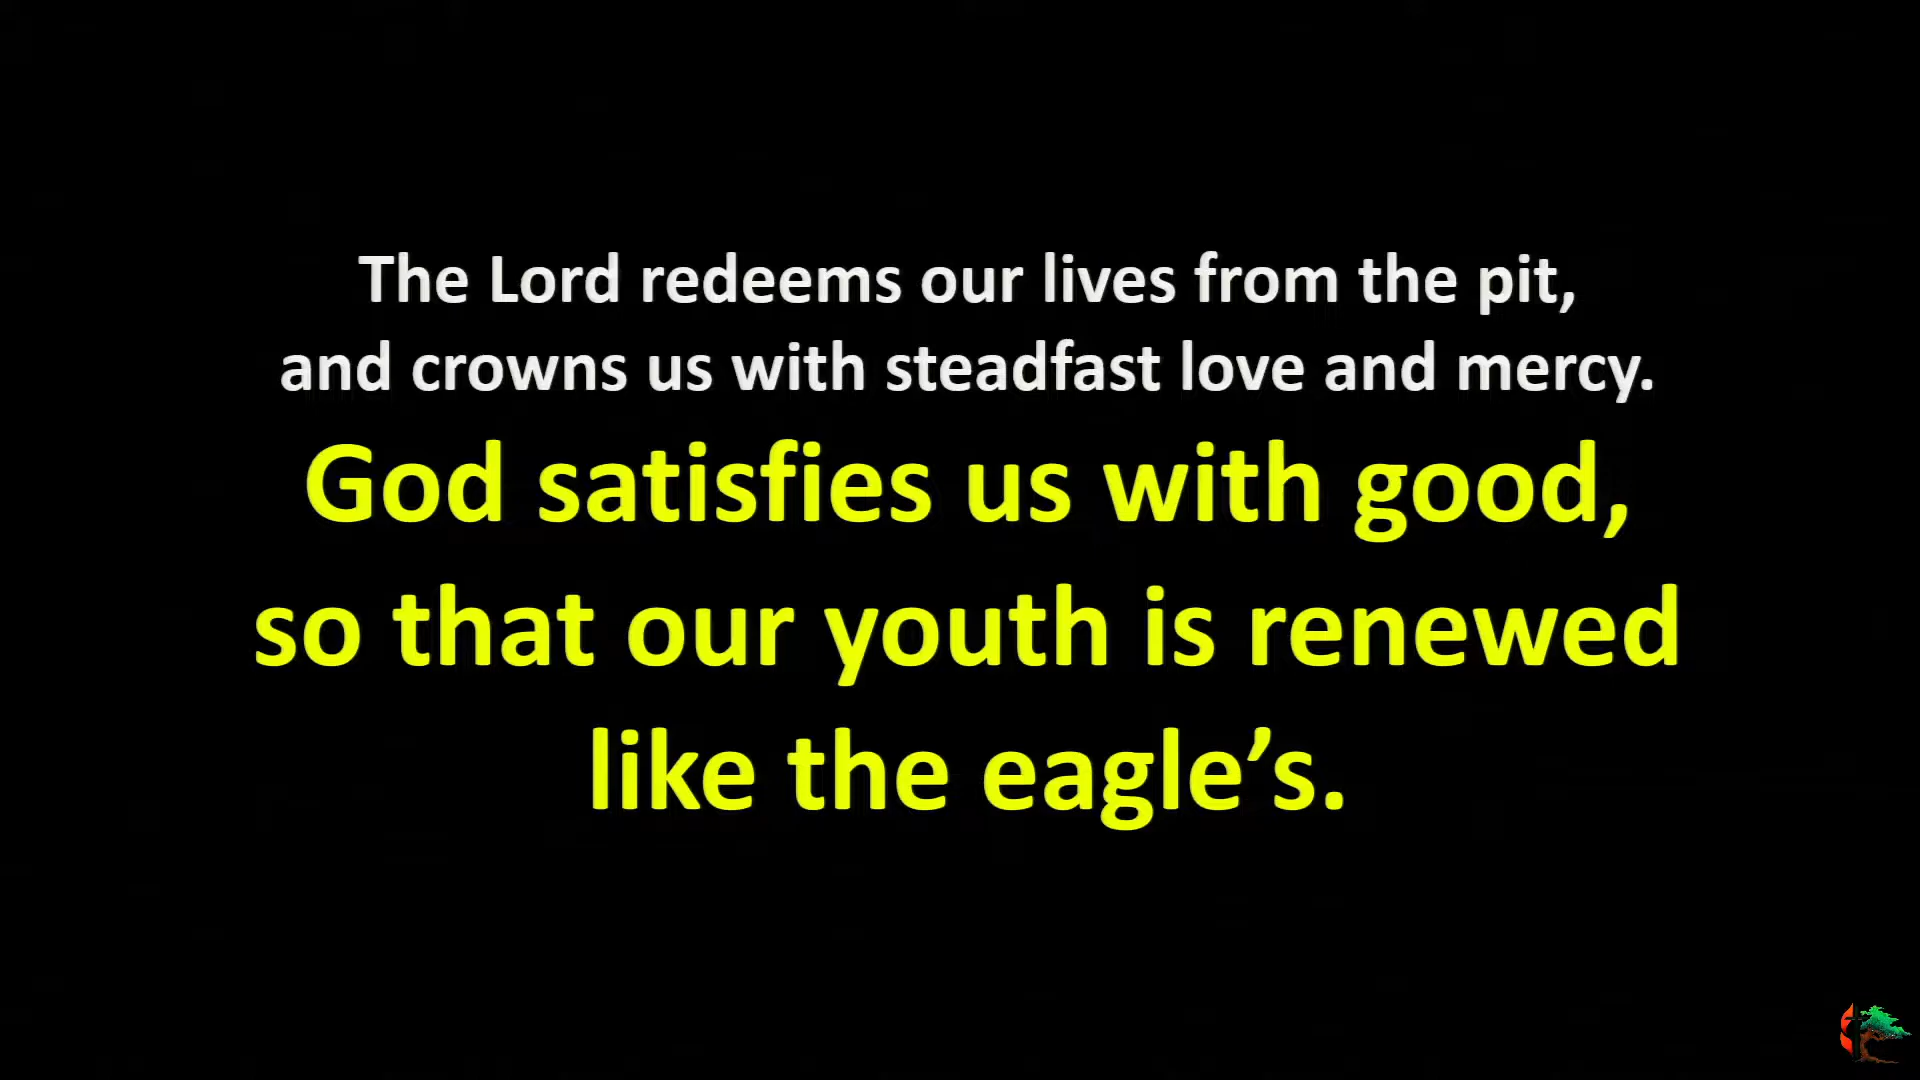 The Lord redeems our lives from the pit,
and crowns us with steadfast love and mercy.
God satisfies us with good,
so that our youth is renewed
like the eagle’s.